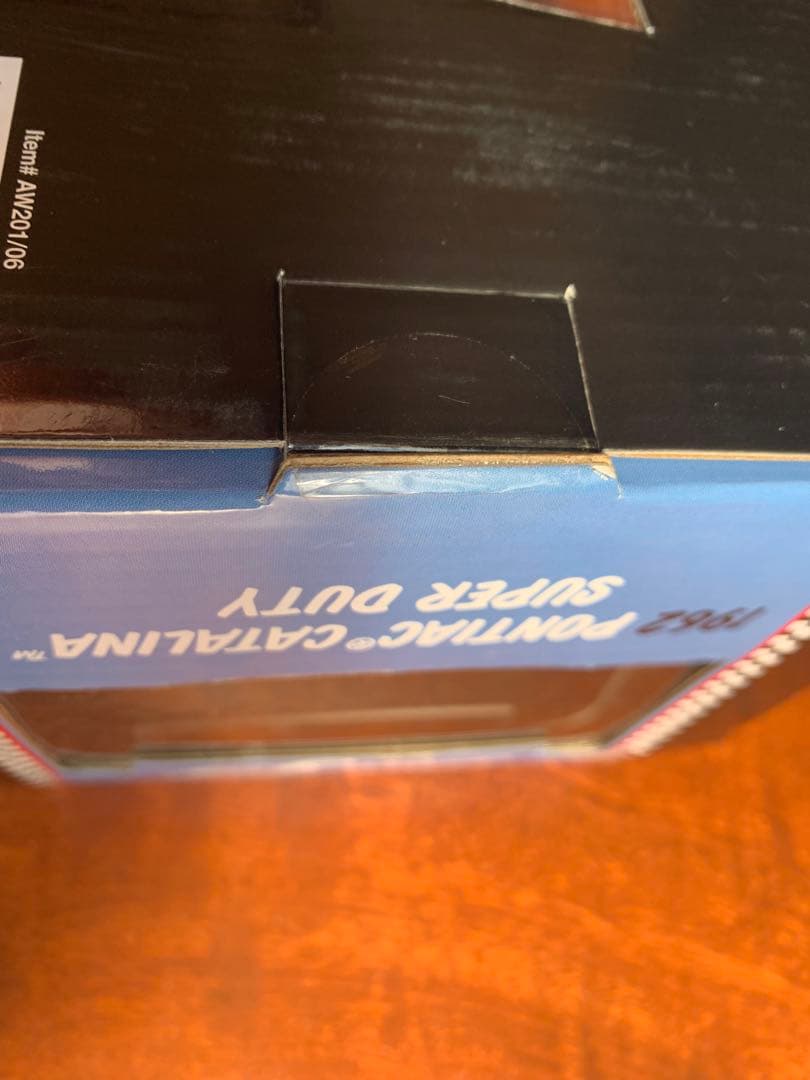 Item# AW201/06
1962
PONTIAC® CATALINA™
SUPER DUTY